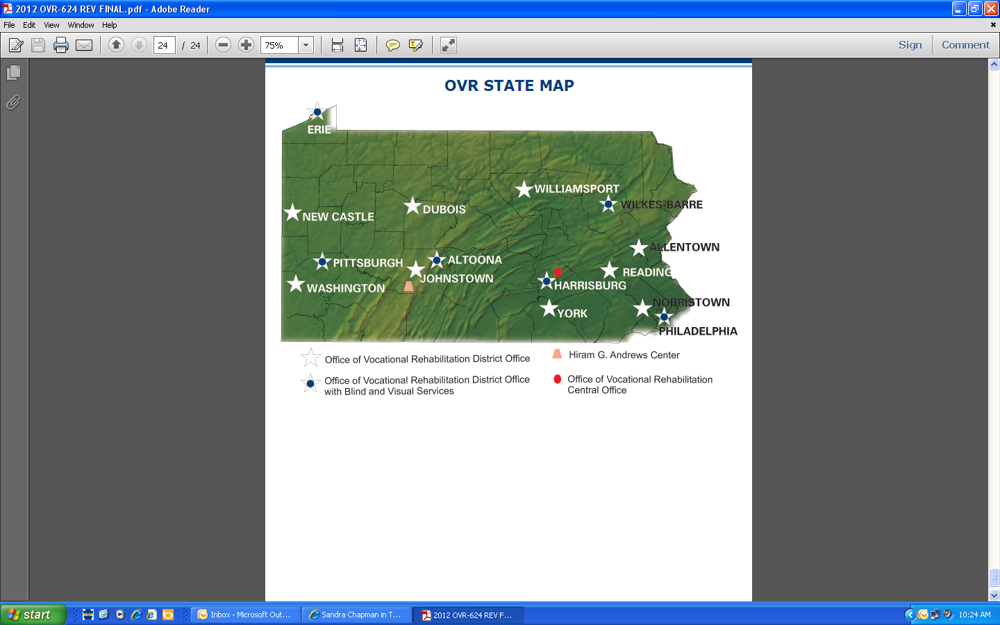 2012 OVR-624 REV FINAL.pdf - Adobe Reader
File Edit View Window Help
24 / 24 75% Sign Comment
OVR STATE MAP
ERIE
WILLIAMSPORT
WILKES-BARRE
DUBOIS
NEW CASTLE
ALLENTOWN
ALTOONA
PITTSBURGH
READING
JOHNSTOWN
HARRISBURG
WASHINGTON
NORRISTOWN
YORK
PHILADELPHIA
Office of Vocational Rehabilitation District Office
Hiram G. Andrews Center
Office of Vocational Rehabilitation District Office
with Blind and Visual Services
Office of Vocational Rehabilitation
Central Office
start Inbox - Microsoft Out... Sandra Chapman in T... 2012 OVR-624 REV F... 10:24 AM